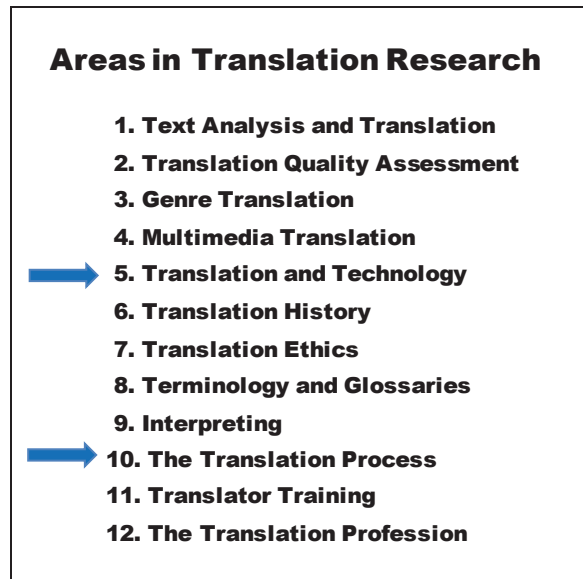 Areas in Translation Research
1. Text Analysis and Translation
2. Translation Quality Assessment
3. Genre Translation
4. Multimedia Translation
5. Translation and Technology
6. Translation History
7. Translation Ethics
8. Terminology and Glossaries
9. Interpreting
10. The Translation Process
11. Translator Training
12. The Translation Profession